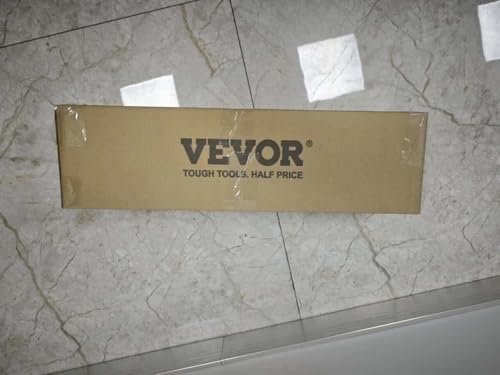 VEVOR®
TOUGH TOOLS, HALF PRICE